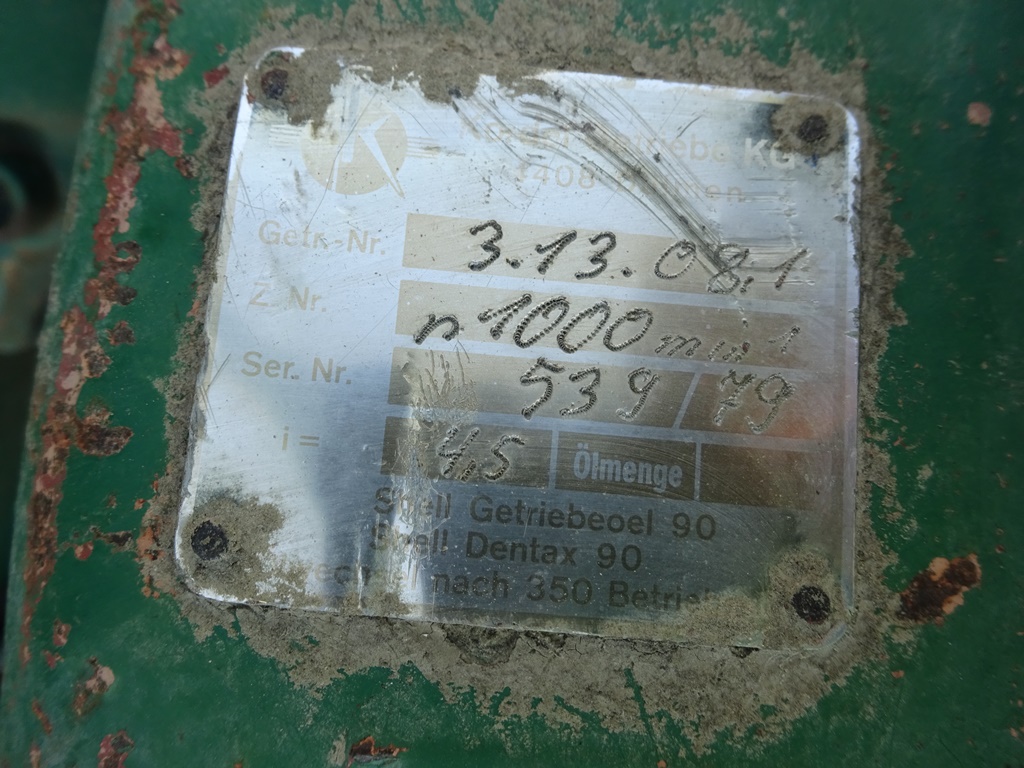 K
KG
Getr.-Nr. 3.13.08.1
Z. Nr. n 1000 min 1
Ser. Nr. 539 / 79
i = 4,5 Ölmenge
Shell Getriebeoel 90
Shell Dentax 90
nach 350